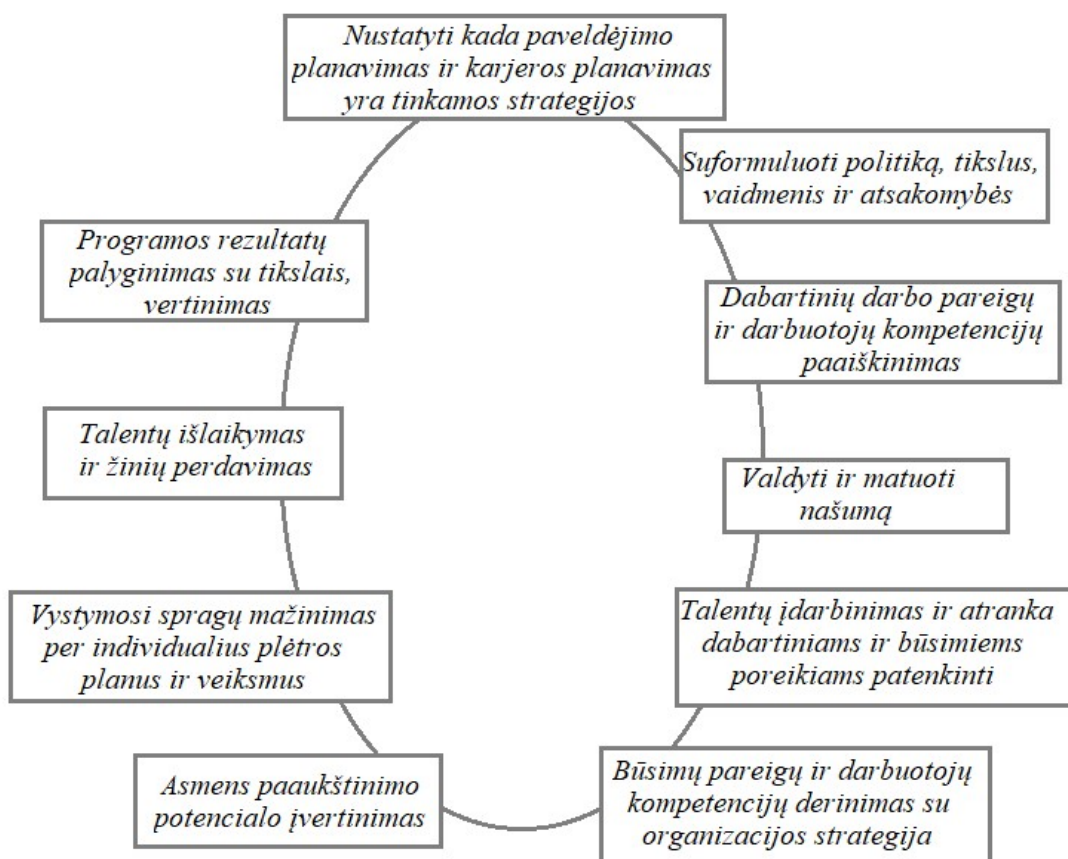 Nustatyti kada paveldėjimo
planavimas ir karjeros planavimas
yra tinkamos strategijos
Suformuluoti politiką, tikslus,
vaidmenis ir atsakomybės
Dabartinių darbo pareigų
ir darbuotojų kompetencijų
paaiškinimas
Valdyti ir matuoti
našumą
Talentų įdarbinimas ir atranka
dabartiniams ir būsimiems
poreikiams patenkinti
Būsimų pareigų ir darbuotojų
kompetencijų derinimas su
organizacijos strategija
Asmens paaukštinimo
potencialo įvertinimas
Vystymosi spragų mažinimas
per individualius plėtros
planus ir veiksmus
Talentų išlaikymas
ir žinių perdavimas
Programos rezultatų
palyginimas su tikslais,
vertinimas